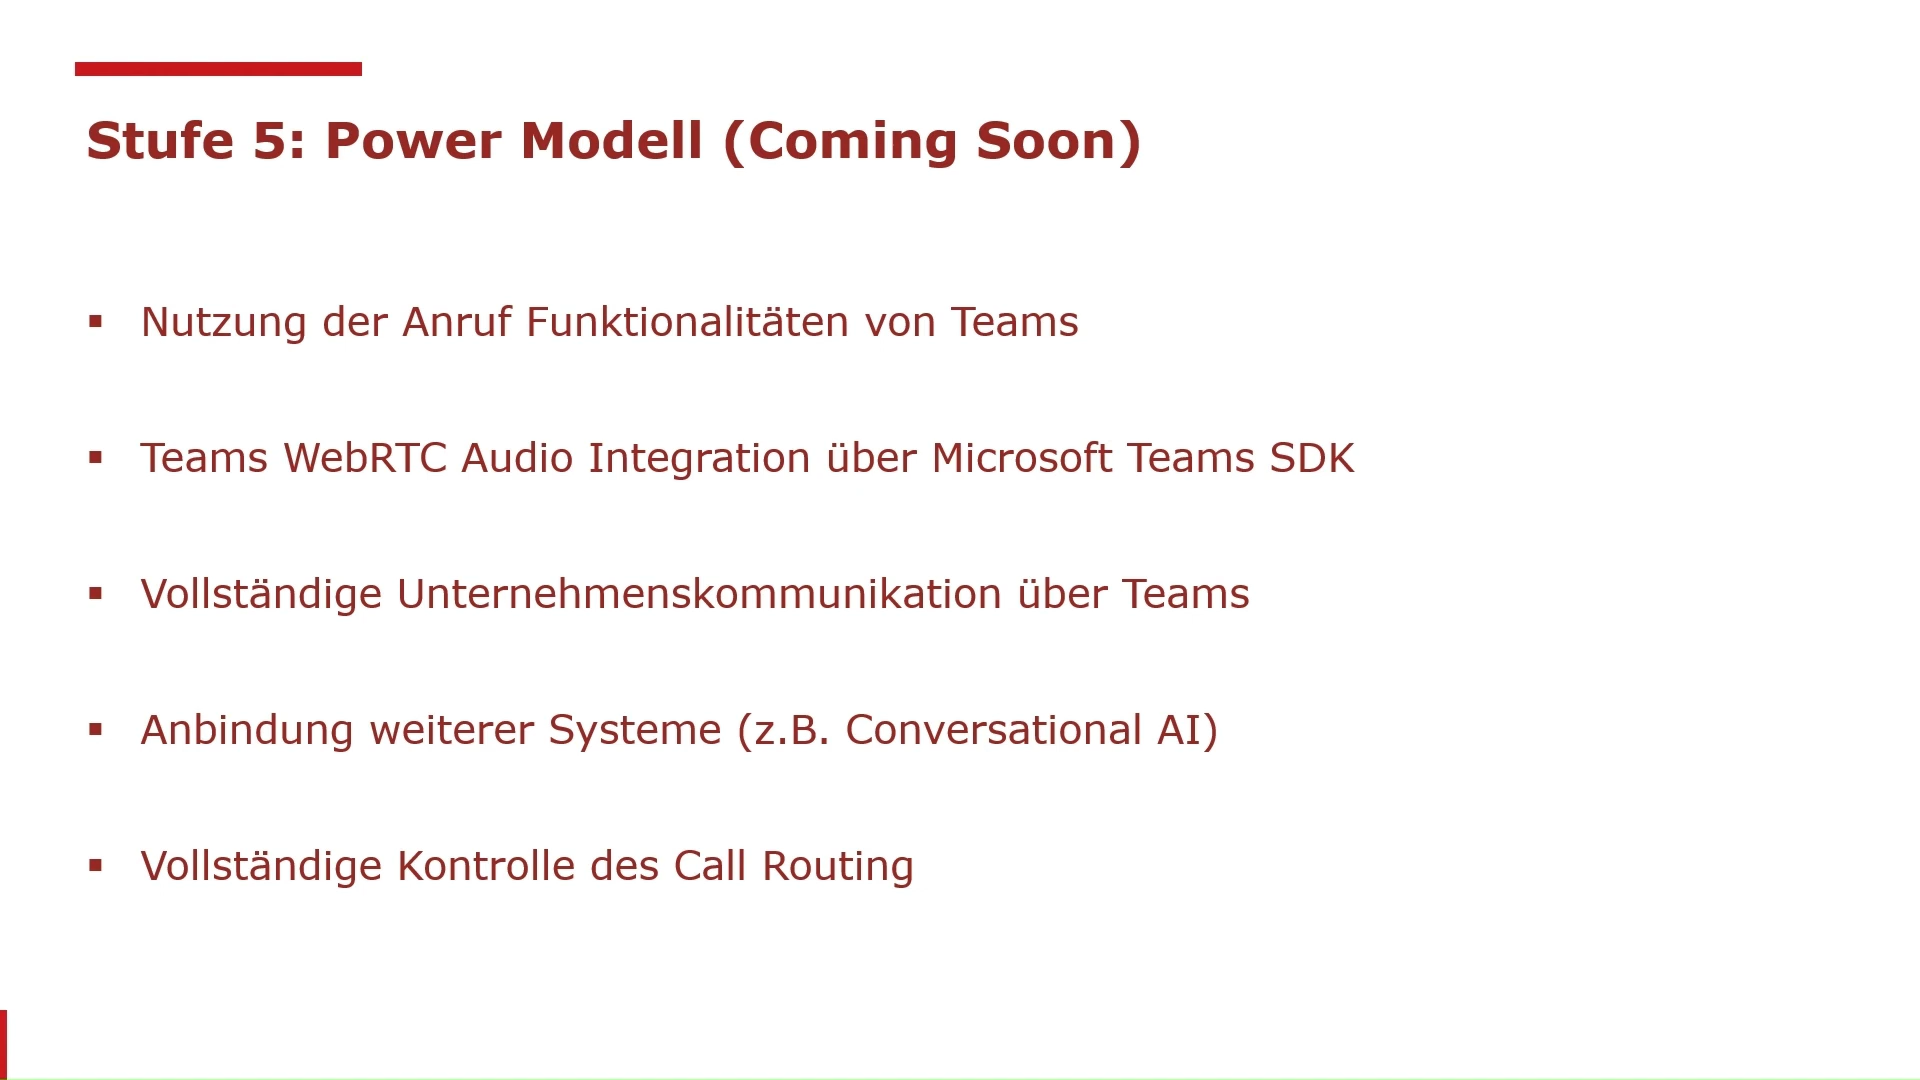 Stufe 5: Power Modell (Coming Soon)
▪ Nutzung der Anruf Funktionalitäten von Teams
▪ Teams WebRTC Audio Integration über Microsoft Teams SDK
▪ Vollständige Unternehmenskommunikation über Teams
▪ Anbindung weiterer Systeme (z.B. Conversational AI)
▪ Vollständige Kontrolle des Call Routing